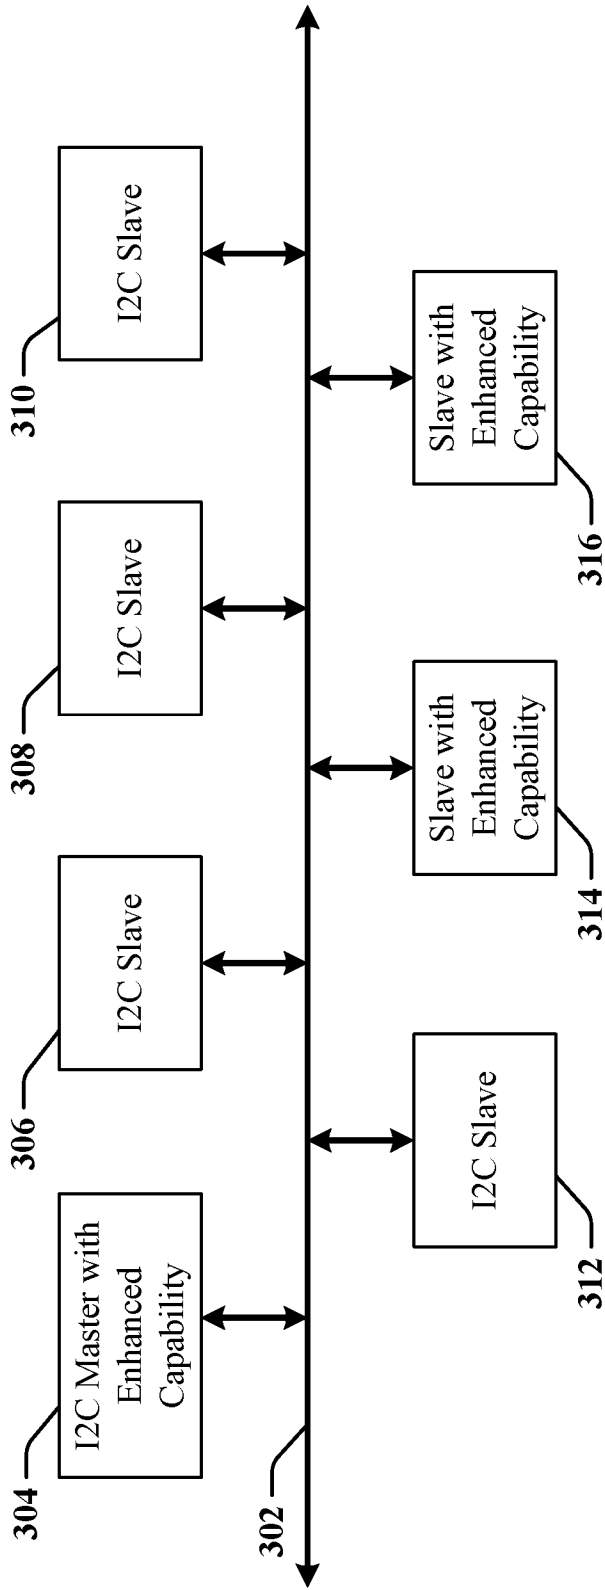 304
I2C Master with
Enhanced
Capability
306
I2C Slave
308
I2C Slave
310
I2C Slave
302
I2C Slave
312
Slave with
Enhanced
Capability
314
Slave with
Enhanced
Capability
316